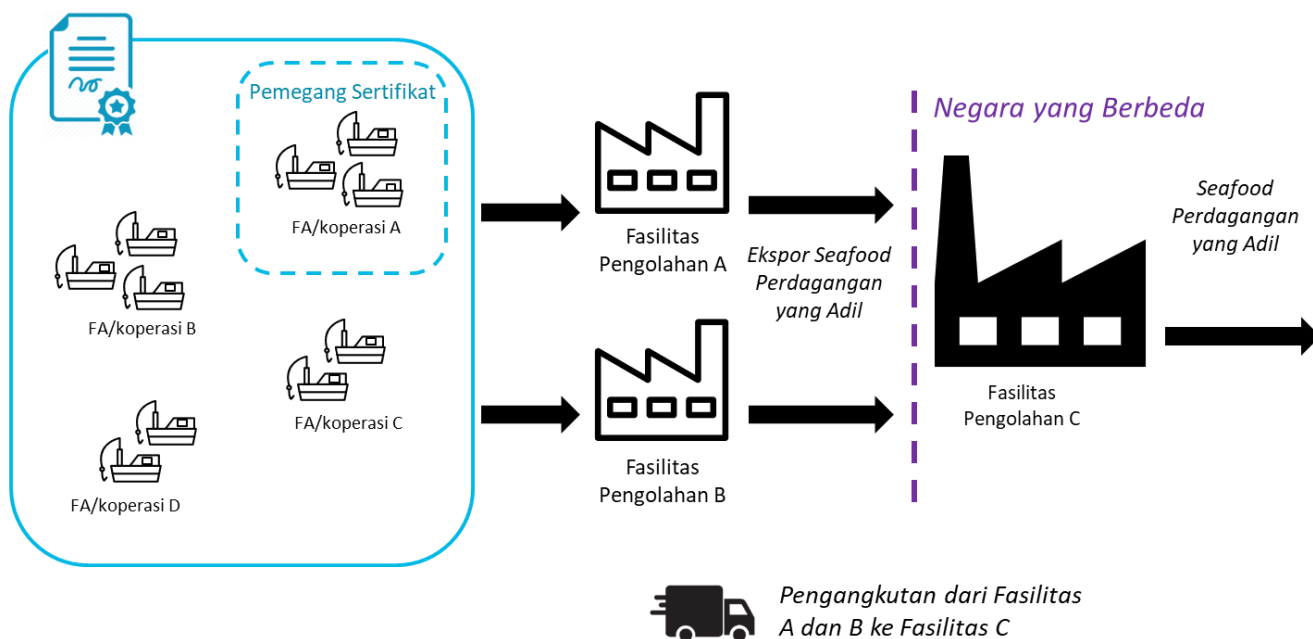 Pemegang Sertifikat
FA/koperasi A
FA/koperasi B
FA/koperasi C
FA/koperasi D
Fasilitas
Pengolahan A
Fasilitas
Pengolahan B
Ekspor Seafood
Perdagangan
yang Adil
Negara yang Berbeda
Fasilitas
Pengolahan C
Seafood
Perdagangan
yang Adil
Pengangkutan dari Fasilitas
A dan B ke Fasilitas C